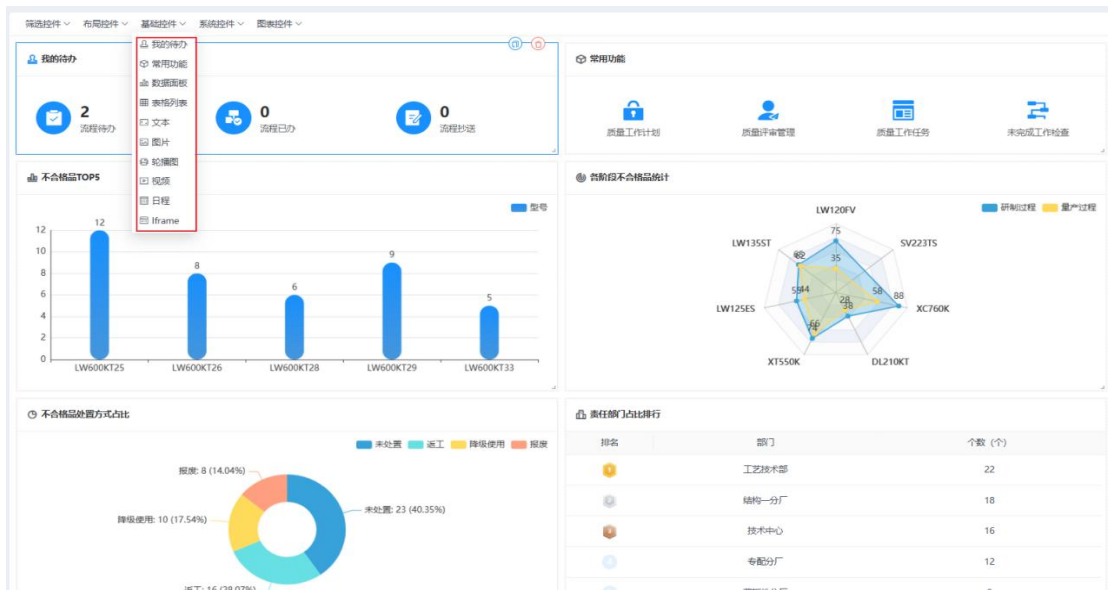 筛选控件 布局控件 基础控件 系统控件 图表控件
我的待办
常用功能
数据面板
表格列表
文本
图片
轮播图
视频
日程
Iframe
我的待办
2
流程待办
0
流程已办
0
流程抄送
常用功能
质量工作计划 质量评审管理 质量工作任务 未完成工作检查
不合格品TOP5
型号
12
10
8
6
4
2
0
12
8
6
9
5
LW600KT25 LW600KT26 LW600KT28 LW600KT29 LW600KT33
各阶段不合格品统计
研制过程 量产过程
LW120FV
SV223TS
XC760K
DL210KT
XT550K
LW125ES
LW135ST
75
35
62
44
58 88
28
38
不合格品处置方式占比
未处置 返工 降级使用 报废
报废: 8 (14.04%)
未处置: 23 (40.35%)
降级使用: 10 (17.54%)
返工: 16 (28.07%)
责任部门占比排行
排名 部门 个数 (个)
1 工艺技术部 22
2 结构一分厂 18
3 技术中心 16
专配分厂 12